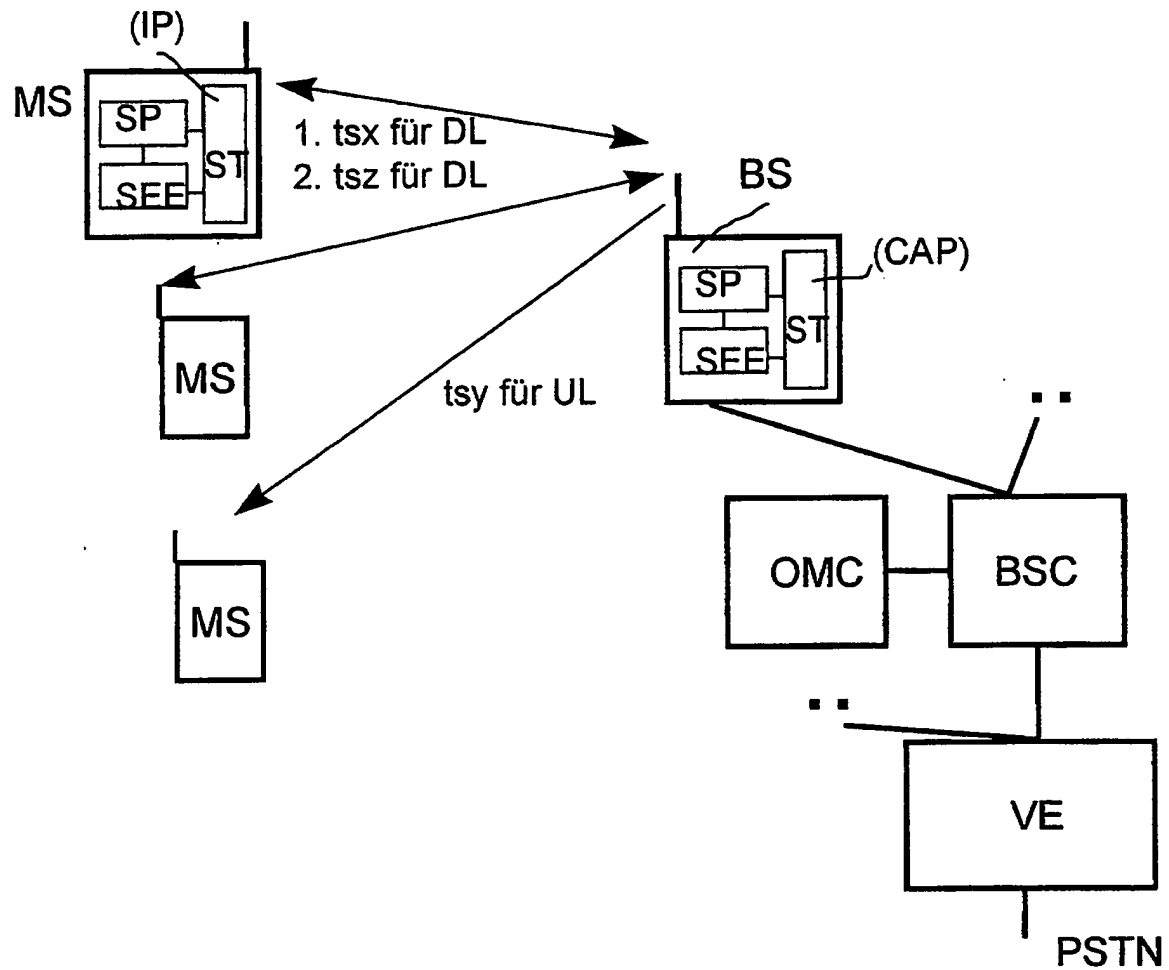 (IP)
MS
SP
ST
SEE
1. tsx für DL
2. tsz für DL
BS
(CAP)
SP
ST
SEE
MS
tsy für UL
. .
OMC
BSC
MS
. .
VE
PSTN